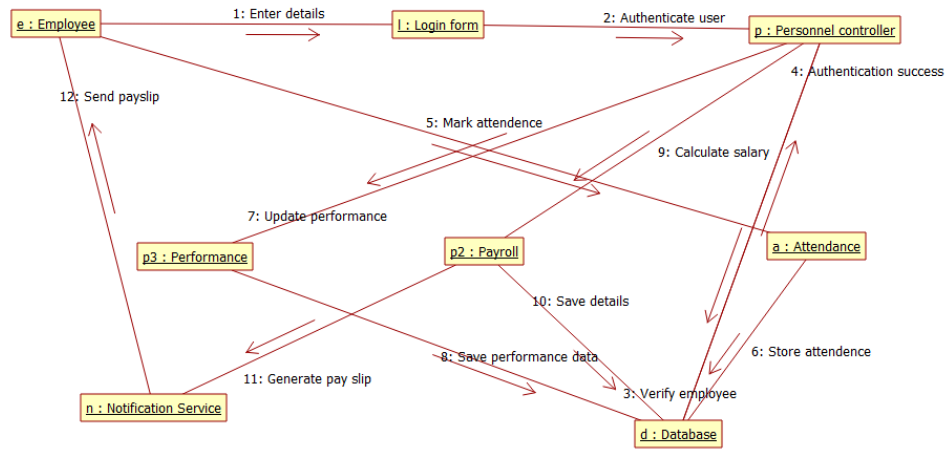 1: Enter details
2: Authenticate user
e : Employee
l : Login form
p : Personnel controller
4: Authentication success
12: Send payslip
5: Mark attendence
9: Calculate salary
7: Update performance
p3 : Performance
p2 : Payroll
a : Attendance
10: Save details
8: Save performance data
6: Store attendence
11: Generate pay slip
3: Verify employee
n : Notification Service
d : Database